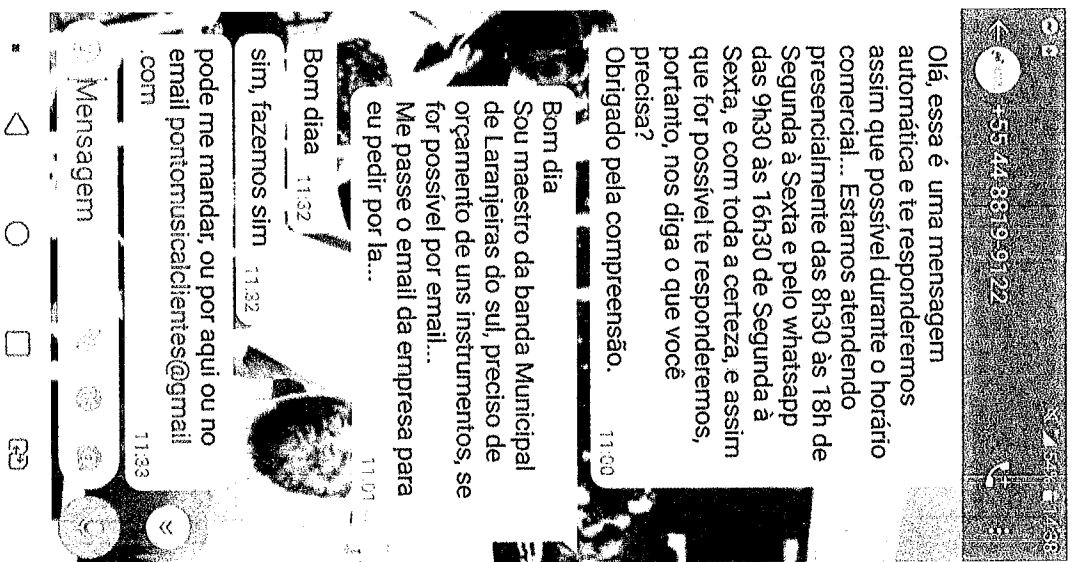 54% 14:38
+55 44 8819-9122
Olá, essa é uma mensagem
automática e te responderemos
assim que possível durante o horário
comercial... Estamos atendendo
presencialmente das 8h30 às 18h de
Segunda à Sexta e pelo whatsapp
das 9h30 às 16h30 de Segunda à
Sexta, e com toda a certeza, e assim
que for possível te responderemos,
portanto, nos diga o que você
precisa?
Obrigado pela compreensão.
11:00
Bom dia
Sou maestro da banda Municipal
de Laranjeiras do sul, preciso de
orçamento de uns instrumentos, se
for possível por email...
Me passe o email da empresa para
eu pedir por la...
11:01
Bom diaa 11:32
sim, fazemos sim 11:32
pode me mandar, ou por aqui ou no
email pontomusicalclientes@gmail
.com
11:33
Mensagem